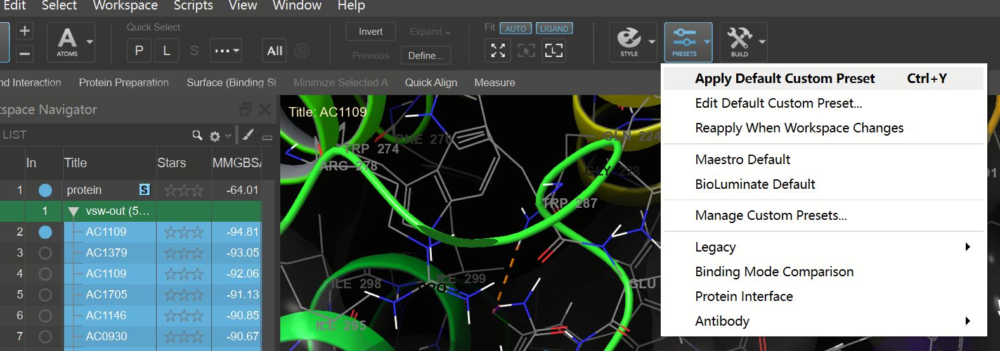 Edit Select Workspace Scripts View Window Help
Quick Select:
Fit AUTO LIGAND
+
A
ATOMS
P L S ... All
Invert Expand
Previous Define...
STYLE PRESETS BUILD
nd Interaction Protein Preparation Surface (Binding Si Minimize Selected A Quick Align Measure
Apply Default Custom Preset Ctrl+Y
Edit Default Custom Preset...
Reapply When Workspace Changes
Maestro Default
BioLuminate Default
Manage Custom Presets...
Legacy
Binding Mode Comparison
Protein Interface
Antibody
kspace Navigator
LIST
In Title Stars MMGBSA
1 protein S -64.01
1 vsw-out (5...
2 AC1109 -94.81
3 AC1379 -93.05
4 AC1109 -92.06
5 AC1705 -91.13
6 AC1146 -90.85
7 AC0930 -90.67
Title: AC1109
PHE 270
GLN 224
TRP 274
ARG 278
GLY 228
TRP 287
ILE 299
ILE 298
GLU
ILE 295